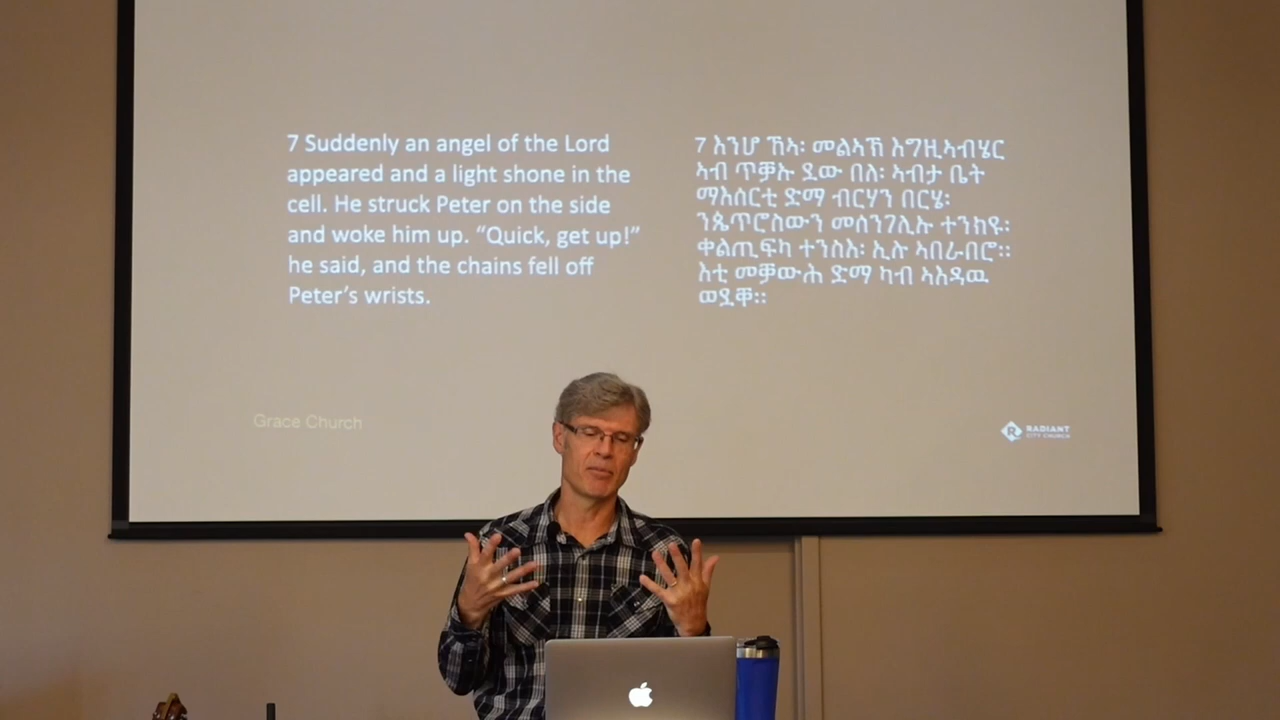 7 Suddenly an angel of the Lord
appeared and a light shone in the
cell. He struck Peter on the side
and woke him up. “Quick, get up!”
he said, and the chains fell off
Peter’s wrists.
7 እንሆ ኸኣ፡ መልኣኽ እግዚኣብሄር
ኣብ ጥቓኡ ደው በለ፡ ኣብታ ቤት
ማእሰርቲ ድማ ብርሃን በርሄ፡
ንጴጥሮስውን መሰንገሊኡ ተንክዩ፡
ቀልጢፍካ ተንስእ፡ ኢሉ ኣበራበሮ።
እቲ መቓውሕ ድማ ካብ ኣእዳዉ
ወደቐ።
Grace Church
RADIANT
CITY CHURCH